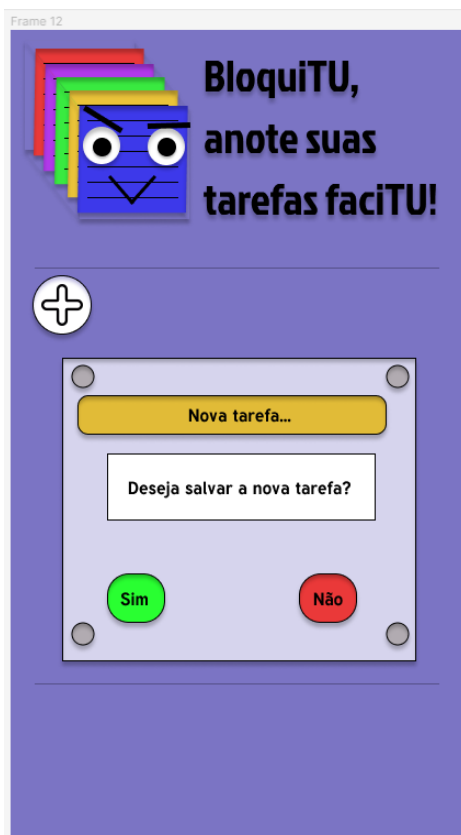 Frame 12
BloquiTU,
anote suas
tarefas faciTU!
Nova tarefa...
Deseja salvar a nova tarefa?
Sim
Não